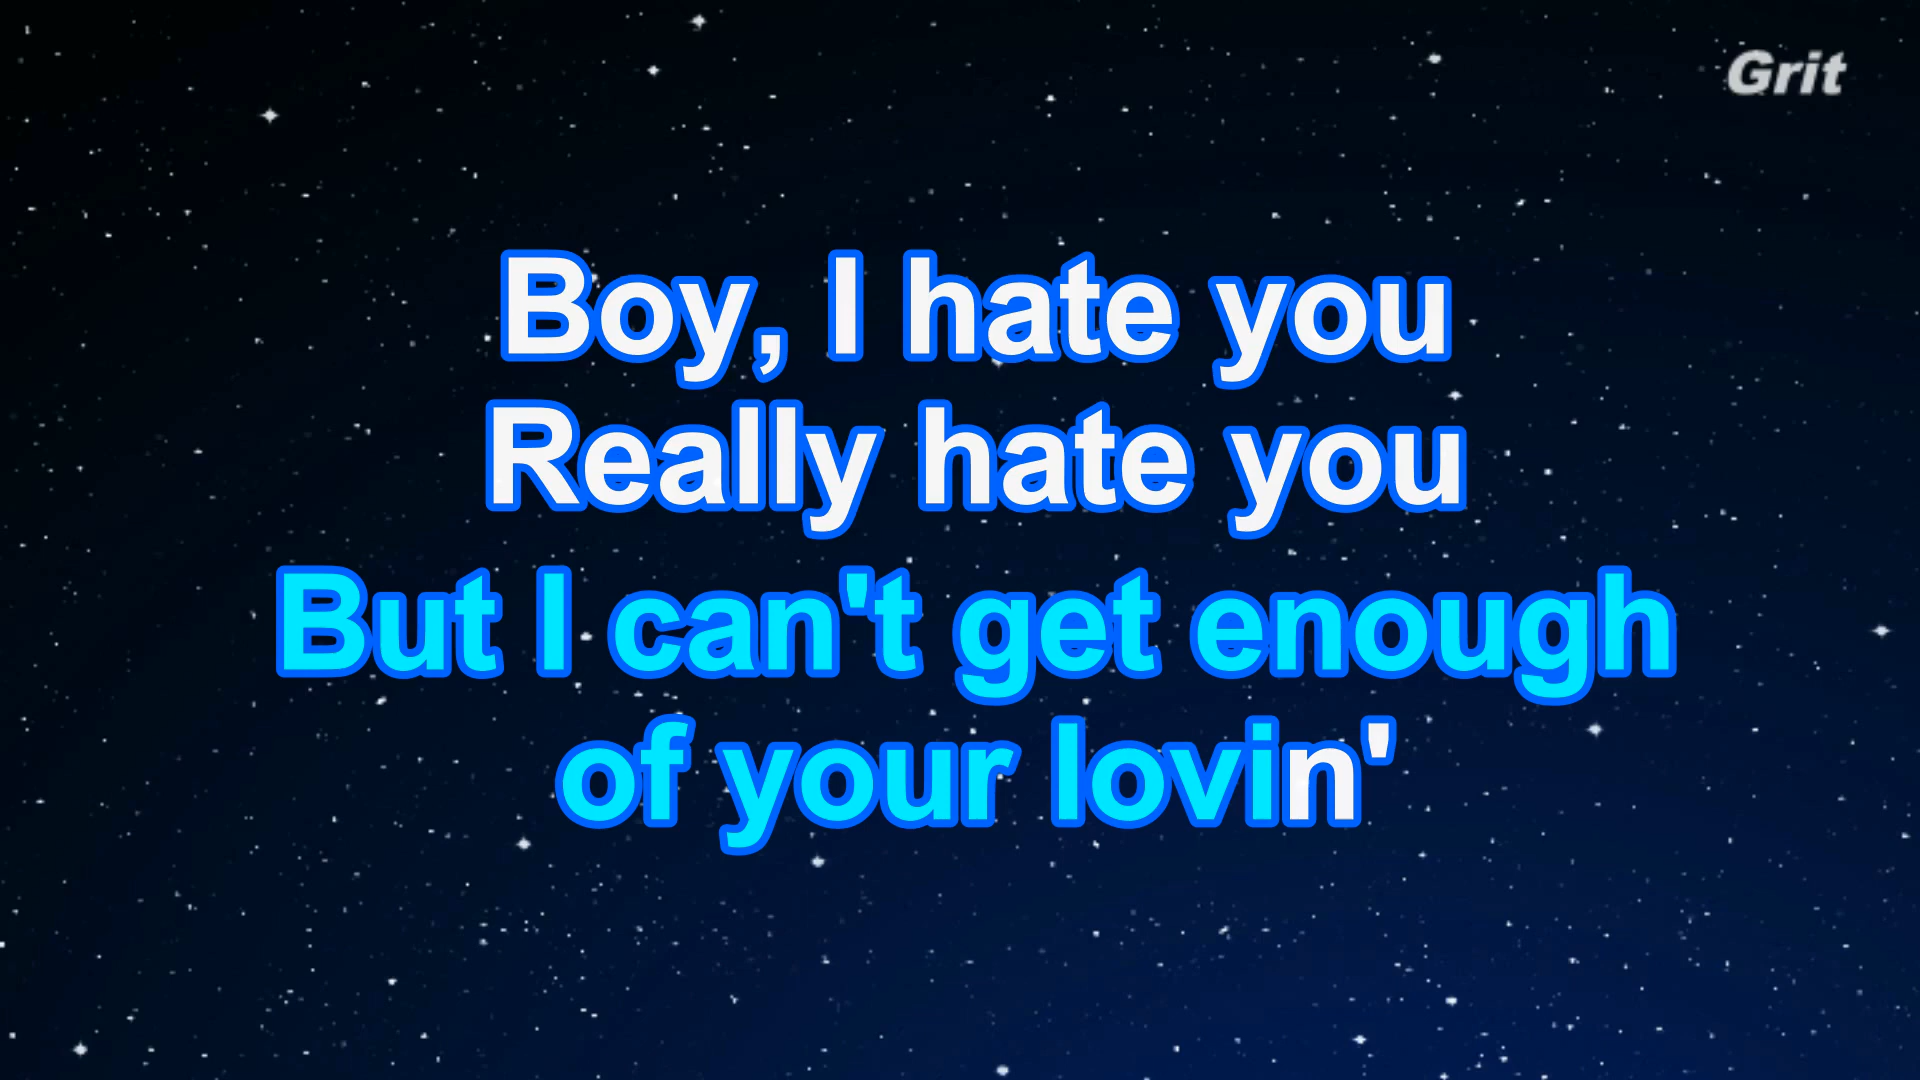 Grit
Boy, I hate you
Really hate you
But I can't get enough
of your lovin'